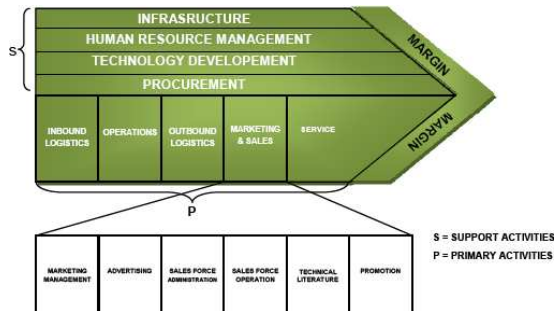 INFRASRUCTURE
HUMAN RESOURCE MANAGEMENT
S
TECHNOLOGY DEVELOPEMENT
PROCUREMENT
MARGIN
MARGIN
INBOUND
LOGISTICS
OPERATIONS
OUTBOUND
LOGISTICS
MARKETING
& SALES
SERVICE
P
MARKETING
MANAGEMENT
ADVERTISING
SALES FORCE
ADMINISTRATION
SALES FORCE
OPERATION
TECHNICAL
LITERATURE
PROMOTION
S = SUPPORT ACTIVITIES
P = PRIMARY ACTIVITIES